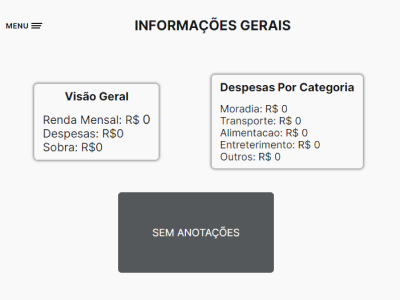 MENU
INFORMAÇÕES GERAIS
Visão Geral
Renda Mensal: R$ 0
Despesas: R$0
Sobra: R$0
Despesas Por Categoria
Moradia: R$ 0
Transporte: R$ 0
Alimentacao: R$ 0
Entreterimento: R$ 0
Outros: R$ 0
SEM ANOTAÇÕES